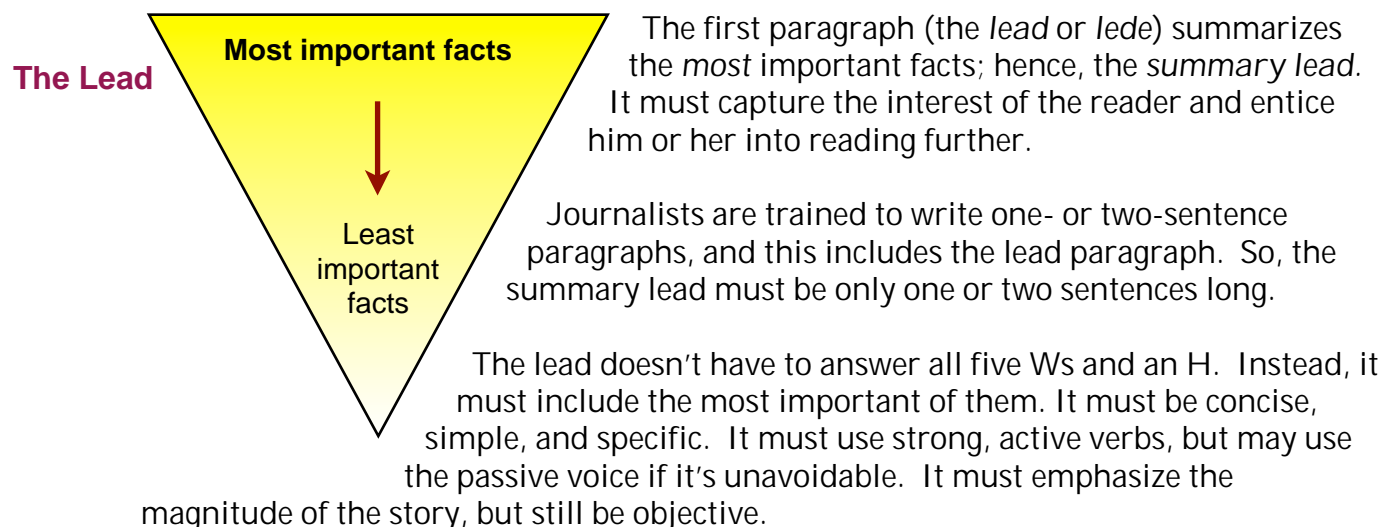 The Lead
Most important facts
Least
important
facts
The first paragraph (the lead or lede) summarizes
the most important facts; hence, the summary lead.
It must capture the interest of the reader and entice
him or her into reading further.
Journalists are trained to write one- or two-sentence
paragraphs, and this includes the lead paragraph.  So, the
summary lead must be only one or two sentences long.
The lead doesn’t have to answer all five Ws and an H.  Instead, it
must include the most important of them. It must be concise,
simple, and specific.  It must use strong, active verbs, but may use
the passive voice if it’s unavoidable.  It must emphasize the
magnitude of the story, but still be objective.